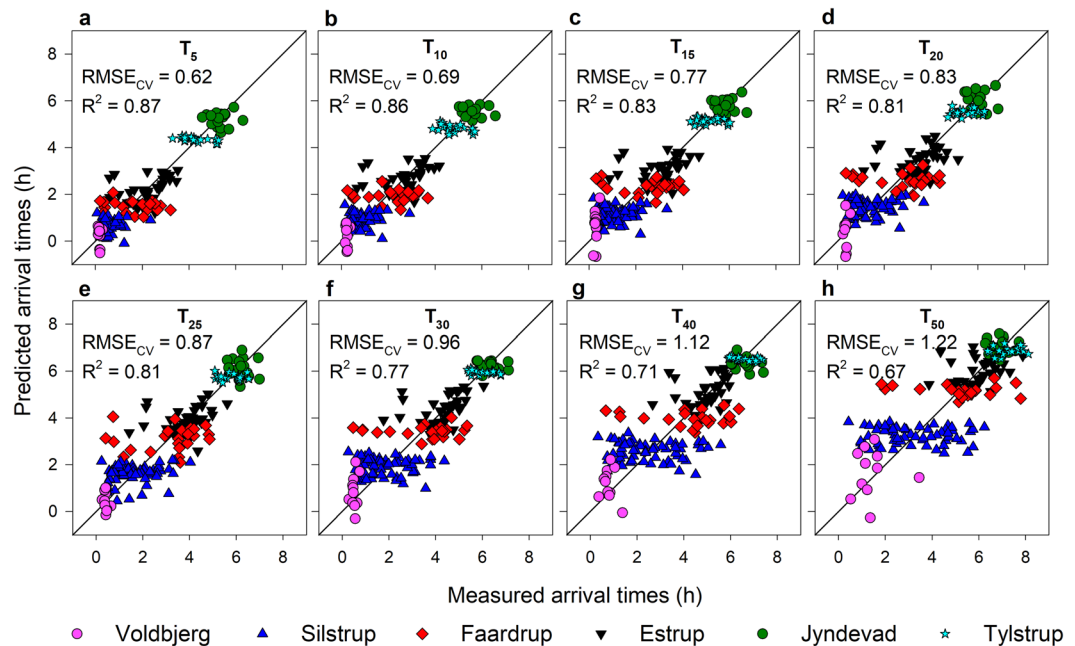 a b c d
T5 T10 T15 T20
RMSECV = 0.62 RMSECV = 0.69 RMSECV = 0.77 RMSECV = 0.83
R2 = 0.87 R2 = 0.86 R2 = 0.83 R2 = 0.81
8
6
4
2
0
e f g h
T25 T30 T40 T50
RMSECV = 0.87 RMSECV = 0.96 RMSECV = 1.12 RMSECV = 1.22
R2 = 0.81 R2 = 0.77 R2 = 0.71 R2 = 0.67
8
6
4
2
0
0 2 4 6 8 0 2 4 6 8 0 2 4 6 8 0 2 4 6 8
Predicted arrival times (h)
Measured arrival times (h)
Voldbjerg Silstrup Faardrup Estrup Jyndevad Tylstrup